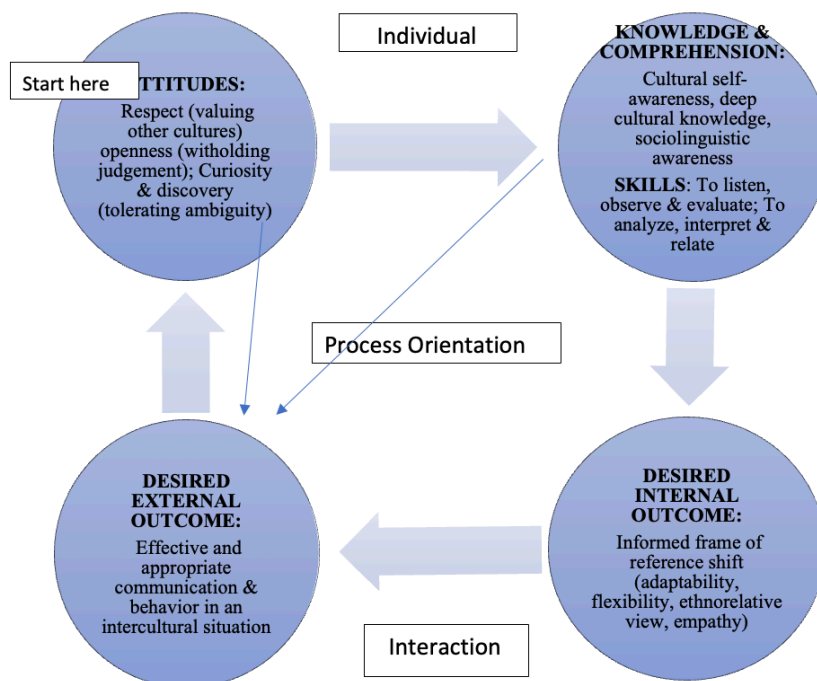 Individual
Start here
TTITUDES:
Respect (valuing
other cultures)
openness (witholding
judgement); Curiosity
& discovery
(tolerating ambiguity)
KNOWLEDGE &
COMPREHENSION:
Cultural self-
awareness, deep
cultural knowledge,
sociolinguistic
awareness
SKILLS: To listen,
observe & evaluate; To
analyze, interpret &
relate
Process Orientation
DESIRED
EXTERNAL
OUTCOME:
Effective and
appropriate
communication &
behavior in an
intercultural situation
DESIRED
INTERNAL
OUTCOME:
Informed frame of
reference shift
(adaptability,
flexibility, ethnorelative
view, empathy)
Interaction